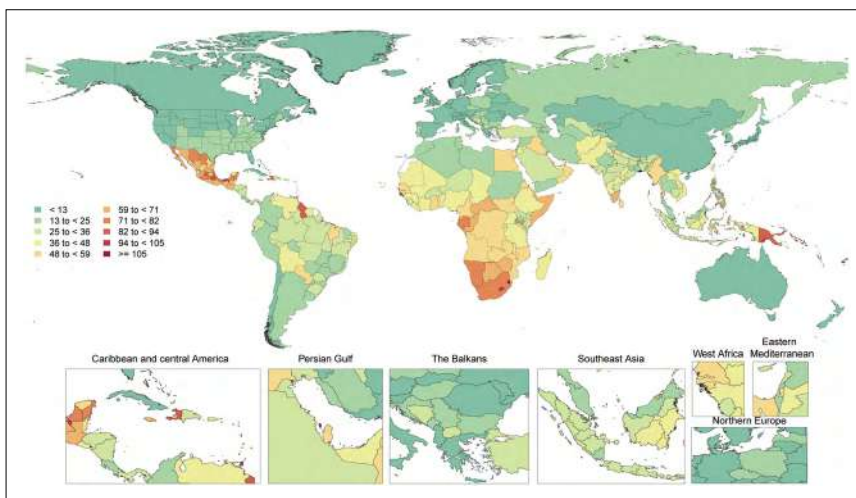 < 13
13 to < 25
25 to < 36
36 to < 48
48 to < 59
59 to < 71
71 to < 82
82 to < 94
94 to < 105
>= 105
Caribbean and central America
Persian Gulf
The Balkans
Southeast Asia
West Africa
Eastern
Mediterranean
Northern Europe